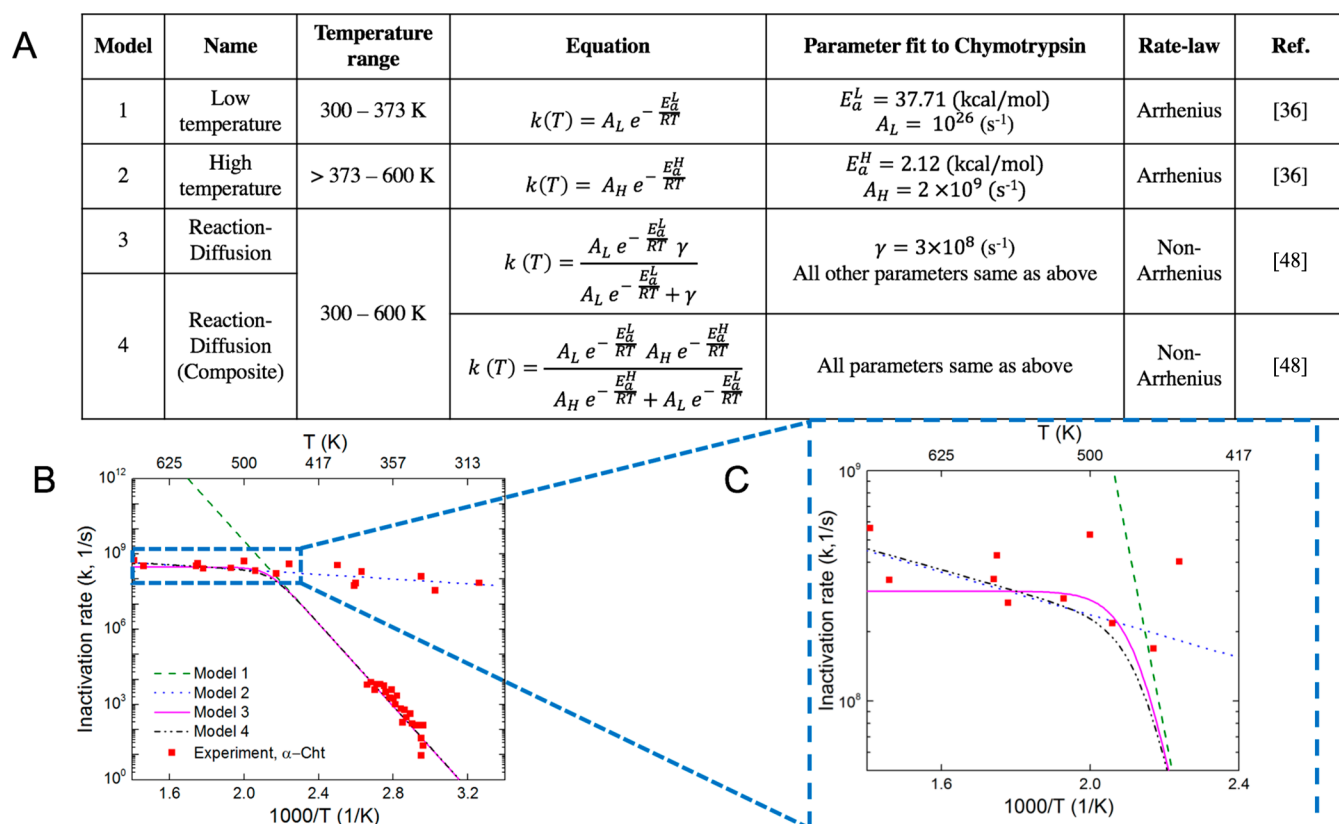 A
Model Name Temperature range Equation Parameter fit to Chymotrypsin Rate-law Ref.
1 Low temperature 300 – 373 K k(T) = A_L e^{-E_a^L/RT} E_a^L = 37.71 (kcal/mol) Arrhenius [36]
A_L = 10^{26} (s^{-1})
2 High temperature > 373 – 600 K k(T) = A_H e^{-E_a^H/RT} E_a^H = 2.12 (kcal/mol) Arrhenius [36]
A_H = 2 ×10^9 (s^{-1})
3 Reaction-Diffusion 300 – 600 K k (T) = (A_L e^{-E_a^L/RT} γ) / (A_L e^{-E_a^L/RT} + γ) γ = 3×10^8 (s^{-1}) Non-Arrhenius [48]
All other parameters same as above
4 Reaction-Diffusion (Composite) k (T) = (A_L e^{-E_a^L/RT} A_H e^{-E_a^H/RT}) / (A_H e^{-E_a^H/RT} + A_L e^{-E_a^L/RT}) All parameters same as above Non-Arrhenius [48]
B
T (K)
625 500 417 357 313
Inactivation rate (k, 1/s)
10^{12}
10^9
10^6
10^3
10^0
Model 1
Model 2
Model 3
Model 4
Experiment, α–Cht
1.6 2.0 2.4 2.8 3.2
1000/T (1/K)
C
T (K)
625 500 417
Inactivation rate (k, 1/s)
10^9
10^8
1.6 2.0 2.4
1000/T (1/K)